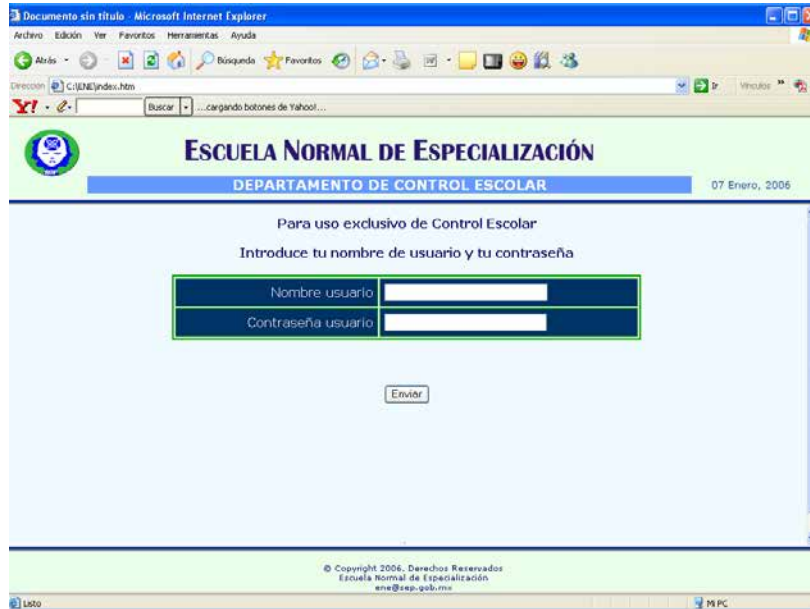 Documento sin título - Microsoft Internet Explorer
Archivo Edición Ver Favoritos Herramientas Ayuda
Atrás Búsqueda Favoritos
Dirección C:\ENE\index.htm Ir Vínculos »
Y! Buscar ...cargando botones de Yahoo!...
ESCUELA NORMAL DE ESPECIALIZACIÓN
DEPARTAMENTO DE CONTROL ESCOLAR 07 Enero, 2006
Para uso exclusivo de Control Escolar
Introduce tu nombre de usuario y tu contraseña
Nombre usuario
Contraseña usuario
Enviar
© Copyright 2006. Derechos Reservados
Escuela Normal de Especialización
ene@sep.gob.mx
Listo Mi PC